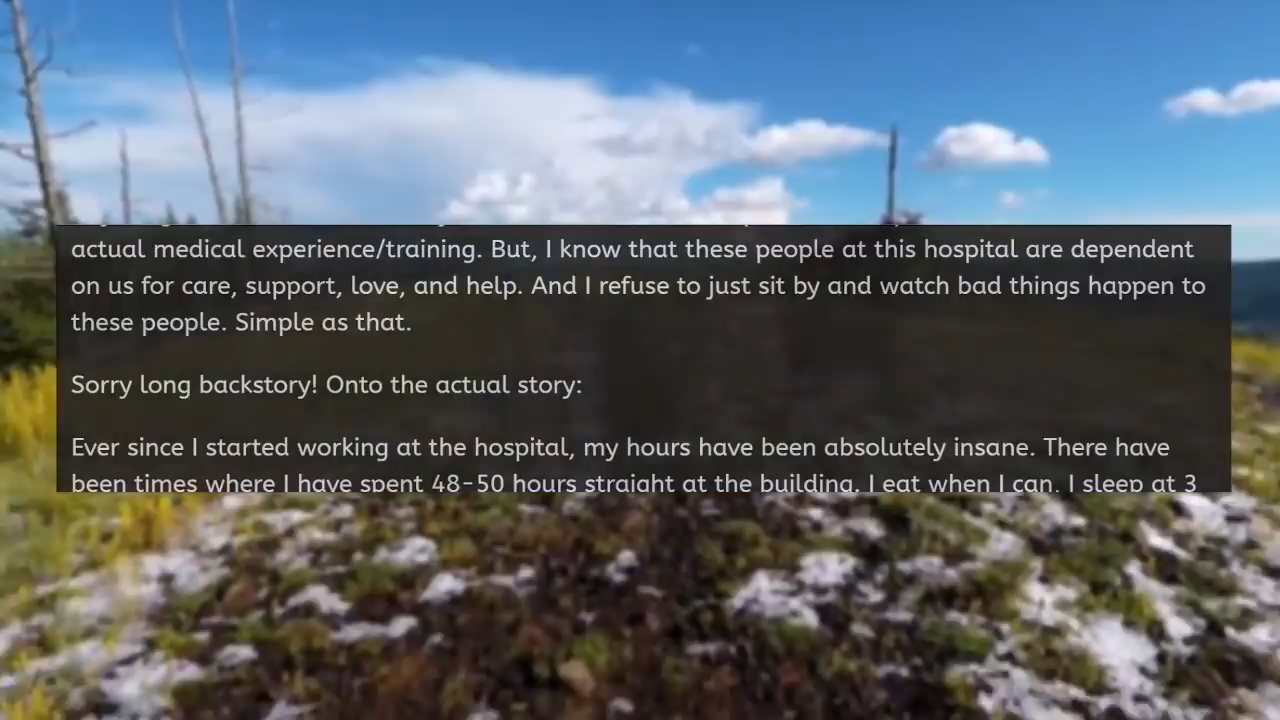 actual medical experience/training. But, I know that these people at this hospital are dependent
on us for care, support, love, and help. And I refuse to just sit by and watch bad things happen to
these people. Simple as that.
Sorry long backstory! Onto the actual story:
Ever since I started working at the hospital, my hours have been absolutely insane. There have
been times where I have spent 48-50 hours straight at the building. I eat when I can. I sleep at 3